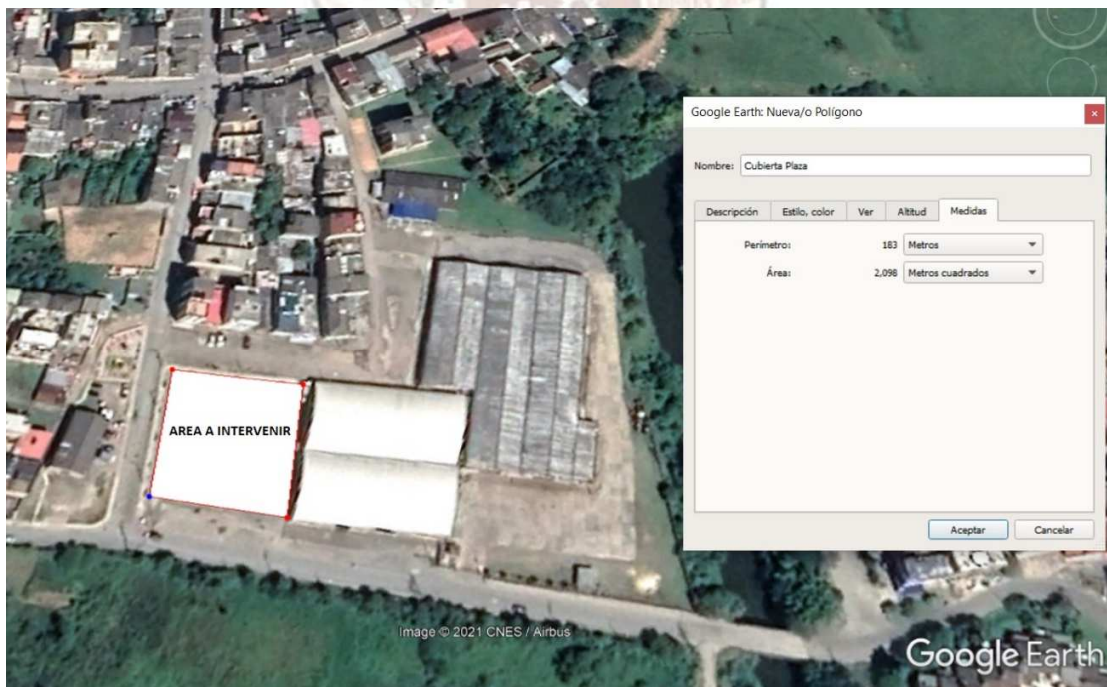 Google Earth: Nueva/o Polígono
Nombre: Cubierta Plaza
Descripción Estilo, color Ver Altitud Medidas
Perímetro: 183 Metros
Área: 2,098 Metros cuadrados
AREA A INTERVENIR
Aceptar Cancelar
Image © 2021 CNES / Airbus
Google Earth